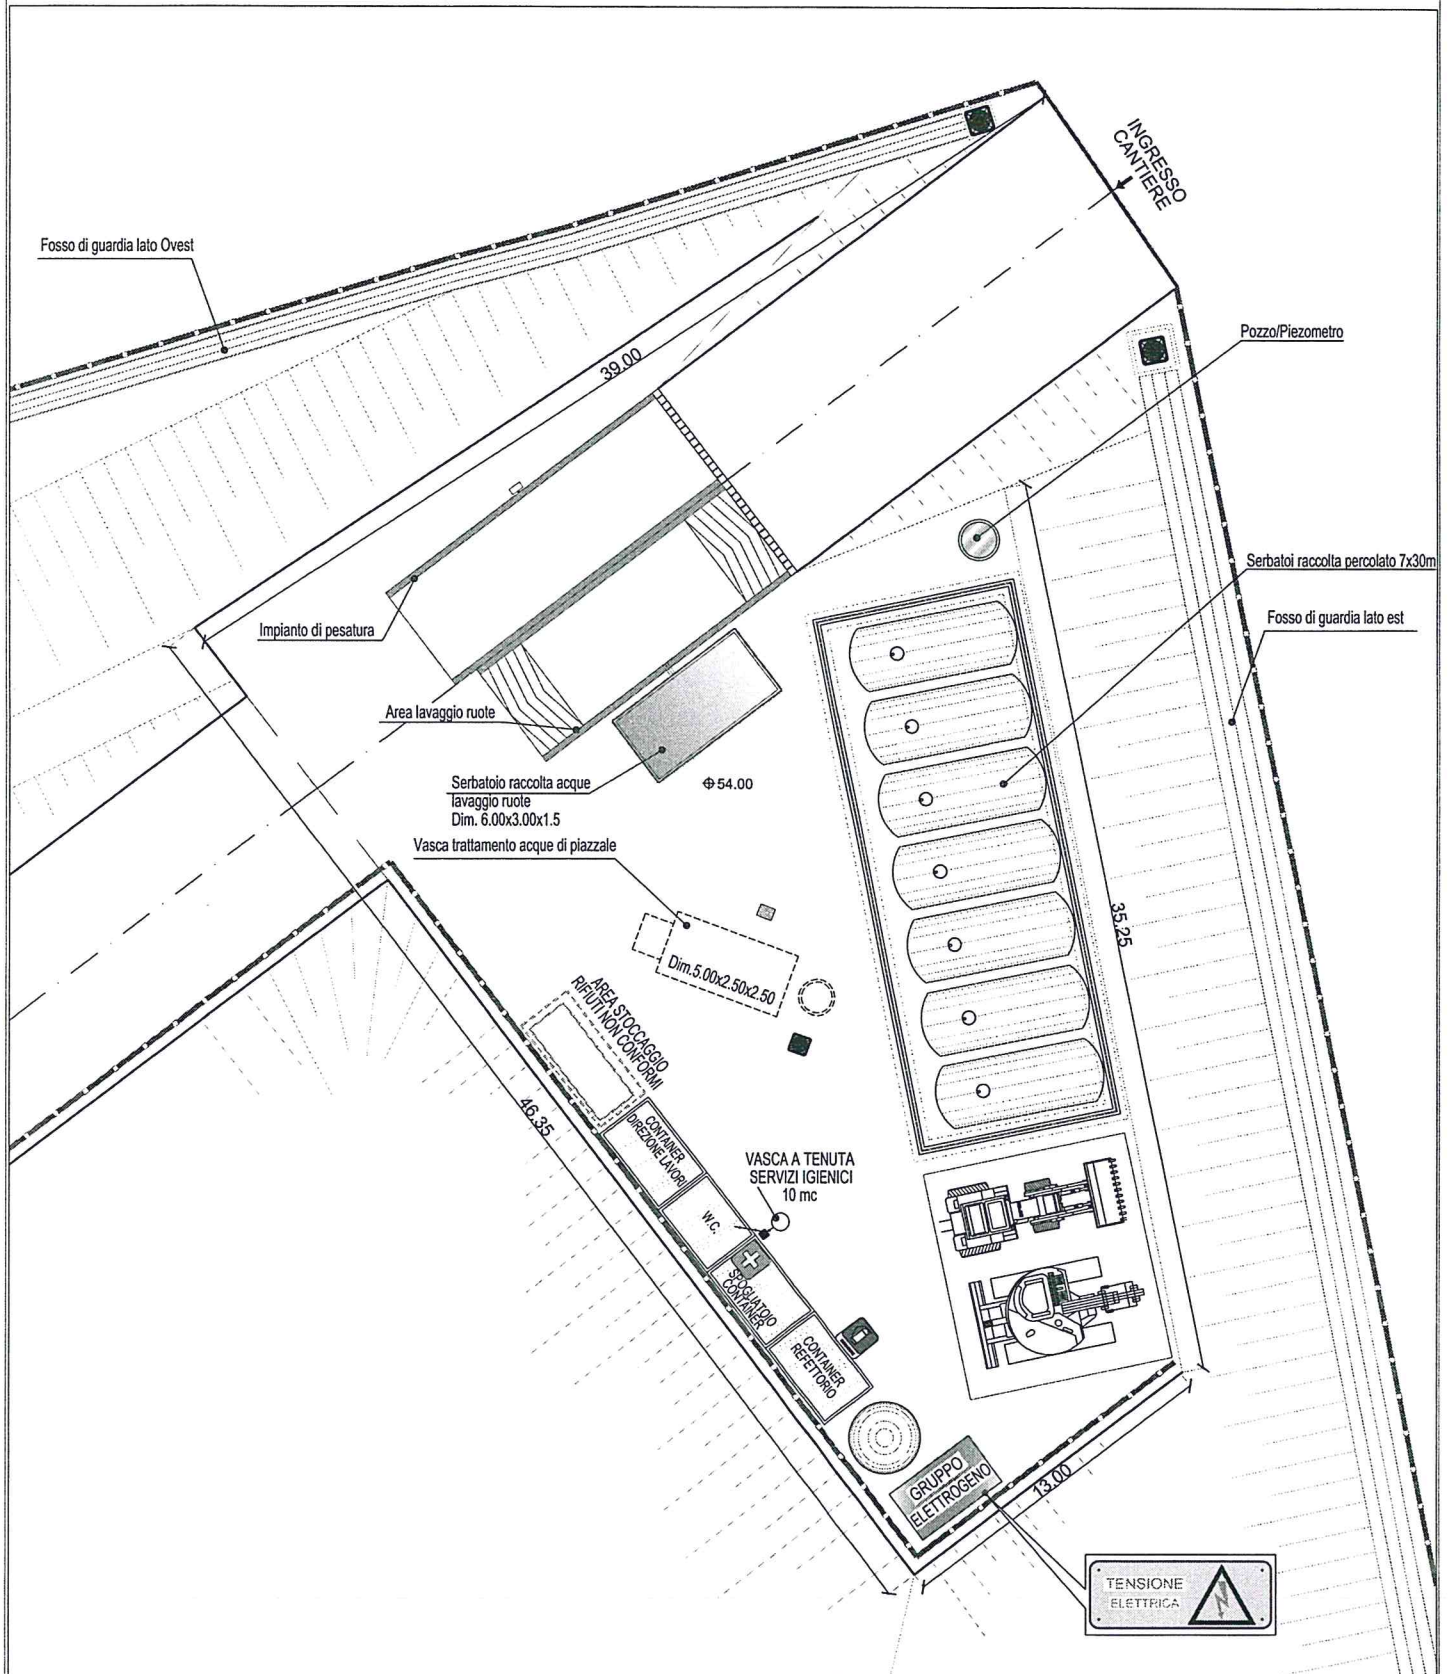 INGRESSO
CANTIERE
Fosso di guardia lato Ovest
Pozzo/Piezometro
39.00
Serbatoi raccolta percolato 7x30m
Fosso di guardia lato est
Impianto di pesatura
Area lavaggio ruote
Serbatoio raccolta acque
lavaggio ruote
Dim. 6.00x3.00x1.5
54.00
Vasca trattamento acque di piazzale
35.25
Dim.5.00x2.50x2.50
AREA STOCCAGGIO
RIFIUTI NON CONFORMI
46.35
CONTAINER
DIREZIONE LAVORI
VASCA A TENUTA
SERVIZI IGIENICI
10 mc
W.C.
SPOGLIATOIO
CONTAINER
CONTAINER
REFETTORIO
GRUPPO
ELETTROGENO
13.00
TENSIONE
ELETTRICA